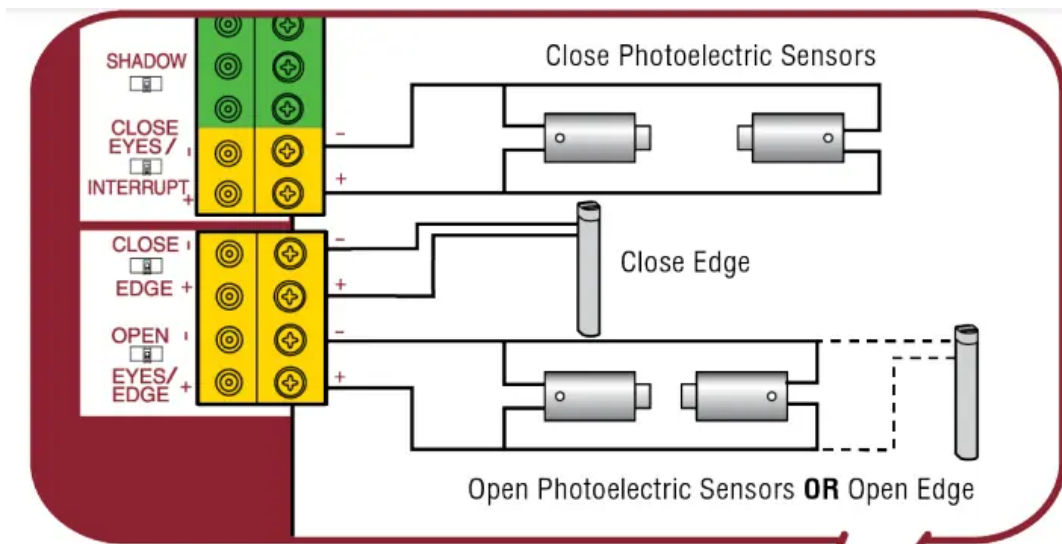 Close Photoelectric Sensors
SHADOW
CLOSE
EYES/ -
INTERRUPT +
-
+
CLOSE -
EDGE +
-
+
Close Edge
OPEN -
EYES/ +
EDGE
-
+
Open Photoelectric Sensors OR Open Edge